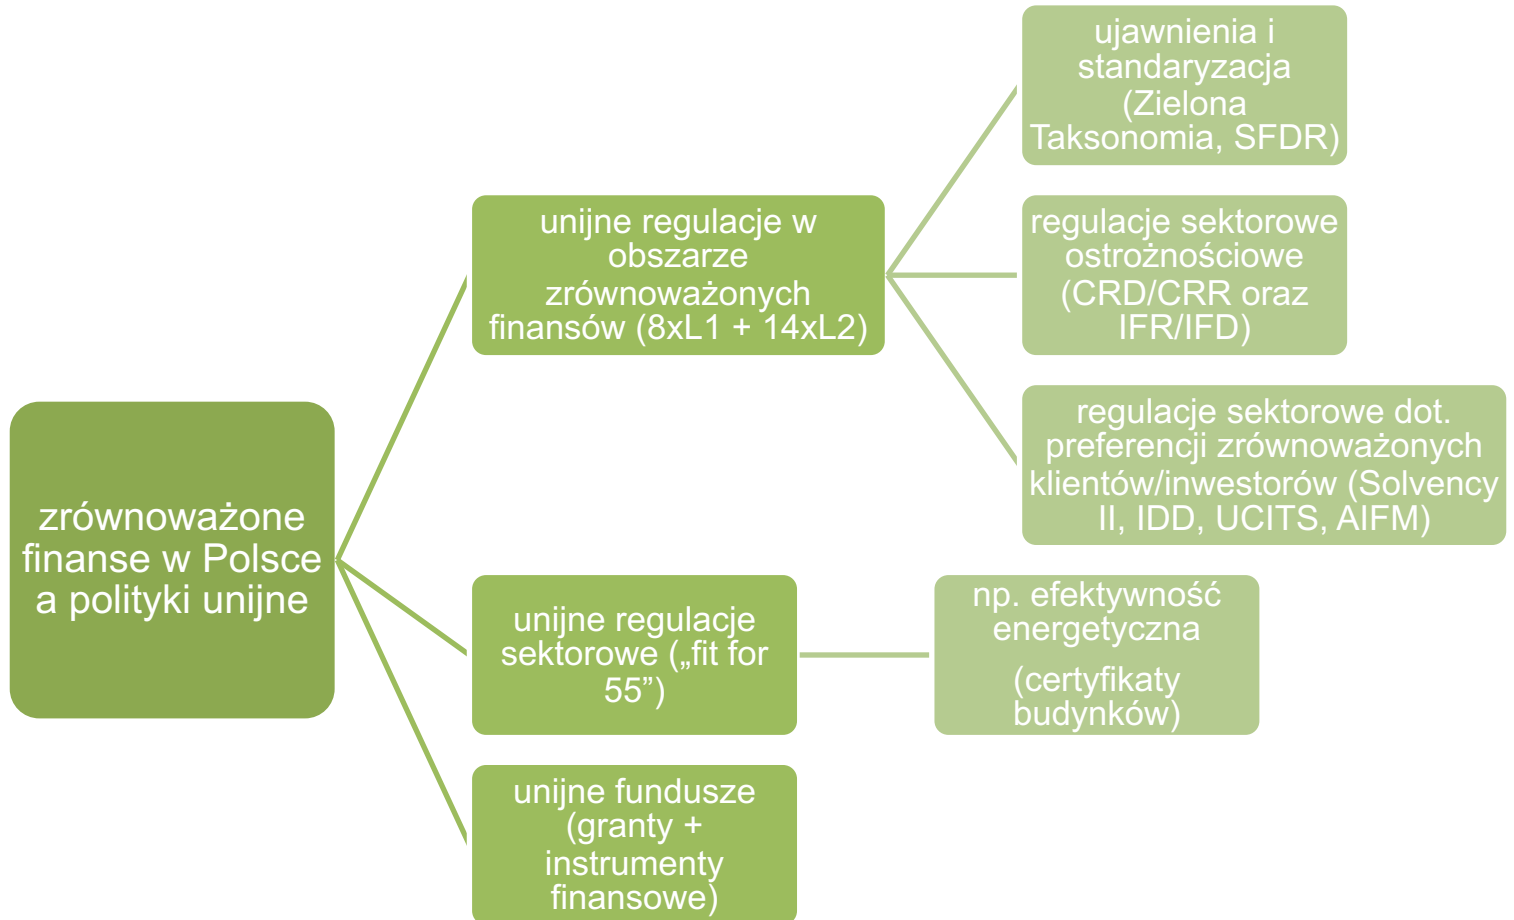 zrównoważone
finanse w Polsce
a polityki unijne
unijne regulacje w
obszarze
zrównoważonych
finansów (8xL1 + 14xL2)
ujawnienia i
standaryzacja
(Zielona
Taksonomia, SFDR)
regulacje sektorowe
ostrożnościowe
(CRD/CRR oraz
IFR/IFD)
regulacje sektorowe dot.
preferencji zrównoważonych
klientów/inwestorów (Solvency
II, IDD, UCITS, AIFM)
unijne regulacje
sektorowe („fit for
55”)
np. efektywność
energetyczna
(certyfikaty
budynków)
unijne fundusze
(granty +
instrumenty
finansowe)